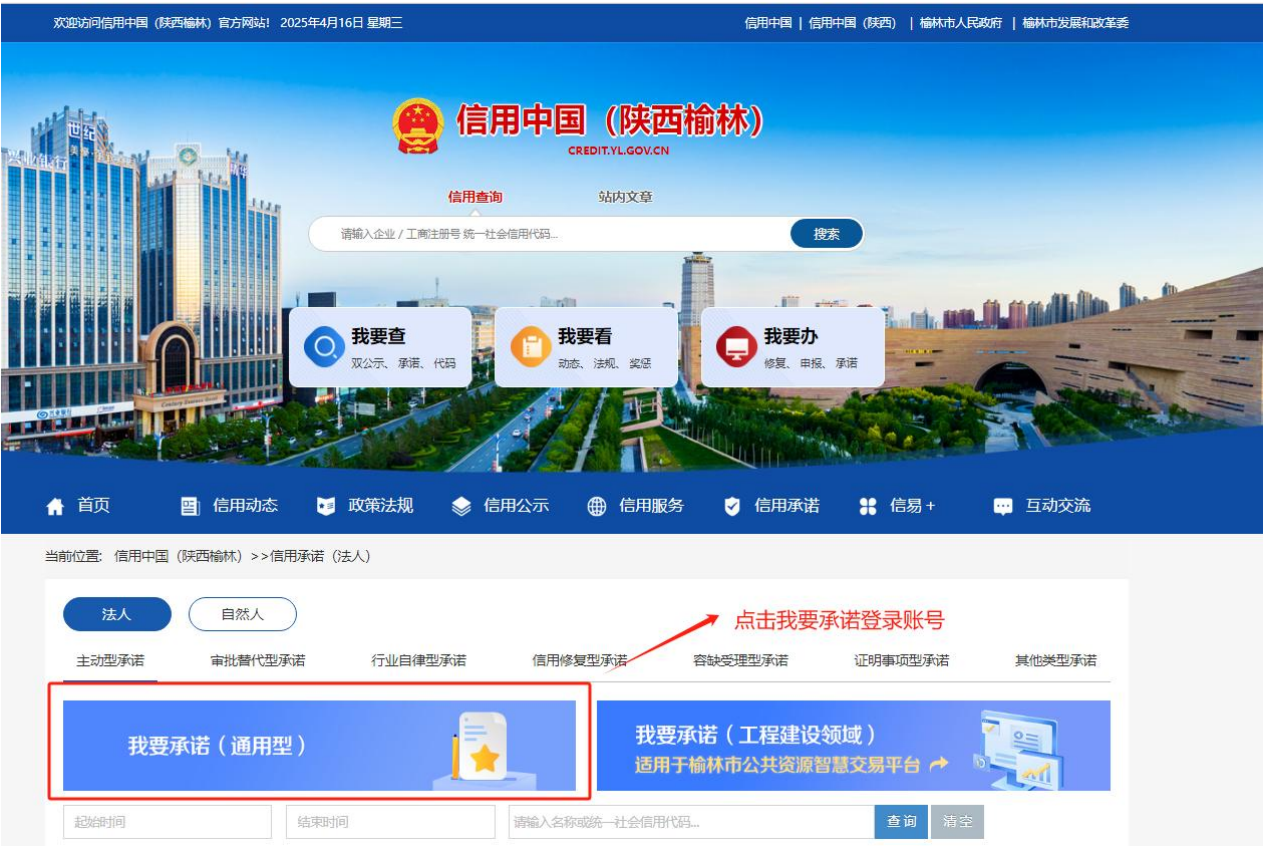 欢迎访问信用中国（陕西榆林）官方网站！ 2025年4月16日 星期三
信用中国 | 信用中国（陕西） | 榆林市人民政府 | 榆林市发展和改革委
信用中国（陕西榆林）
CREDIT.YL.GOV.CN
信用查询 站内文章
请输入企业 / 工商注册号 统一社会信用代码...
搜索
世纪
我要查
双公示、承诺、代码
我要看
动态、法规、奖惩
我要办
修复、申报、承诺
首页 信用动态 政策法规 信用公示 信用服务 信用承诺 信易+ 互动交流
当前位置: 信用中国（陕西榆林）>>信用承诺（法人）
法人 自然人
点击我要承诺登录账号
主动型承诺 审批替代型承诺 行业自律型承诺 信用修复型承诺 容缺受理型承诺 证明事项型承诺 其他类型承诺
我要承诺（通用型）
我要承诺（工程建设领域）
适用于榆林市公共资源智慧交易平台
起始时间 结束时间 请输入名称或统一社会信用代码... 查询 清空